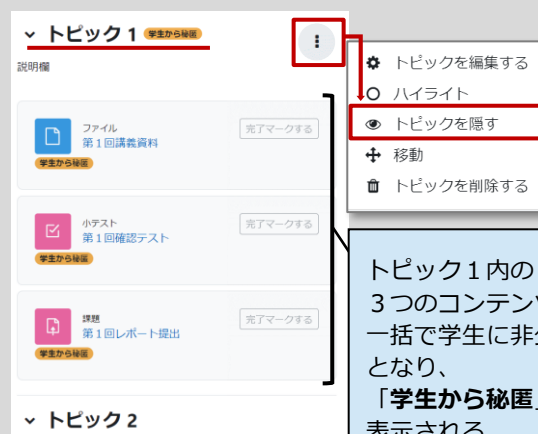 トピック 1 学生から秘匿
説明欄
ファイル
第1回講義資料
完了マークする
学生から秘匿
小テスト
第1回確認テスト
完了マークする
学生から秘匿
課題
第1回レポート提出
完了マークする
学生から秘匿
トピック 2
トピックを編集する
ハイライト
トピックを隠す
移動
トピックを削除する
トピック1内の
3つのコンテン
一括で学生に非
となり、
「学生から秘匿」
表示される